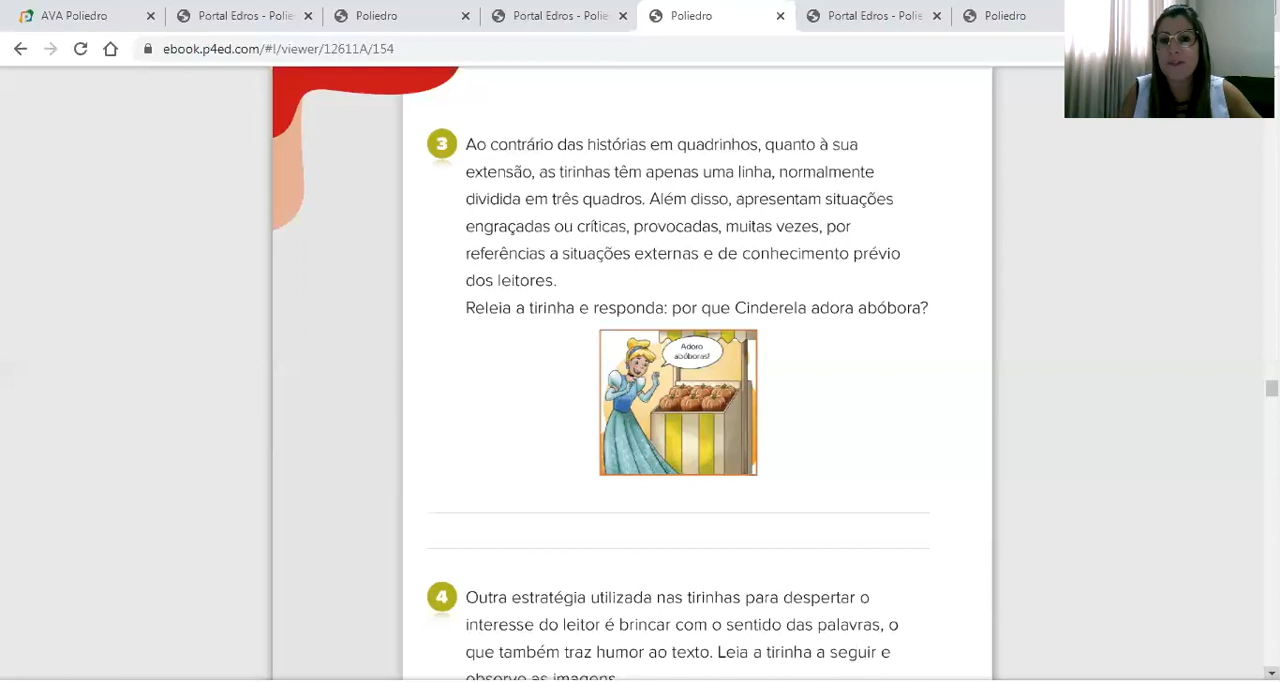 AVA Poliedro
Portal Edros - Polie
Poliedro
Portal Edros - Polie
Poliedro
Portal Edros - Polie
Poliedro
ebook.p4ed.com/#!/viewer/12611A/154
3
Ao contrário das histórias em quadrinhos, quanto à sua
extensão, as tirinhas têm apenas uma linha, normalmente
dividida em três quadros. Além disso, apresentam situações
engraçadas ou críticas, provocadas, muitas vezes, por
referências a situações externas e de conhecimento prévio
dos leitores.
Releia a tirinha e responda: por que Cinderela adora abóbora?
Adoro
abóboras!
4
Outra estratégia utilizada nas tirinhas para despertar o
interesse do leitor é brincar com o sentido das palavras, o
que também traz humor ao texto. Leia a tirinha a seguir e
observe as imagens.